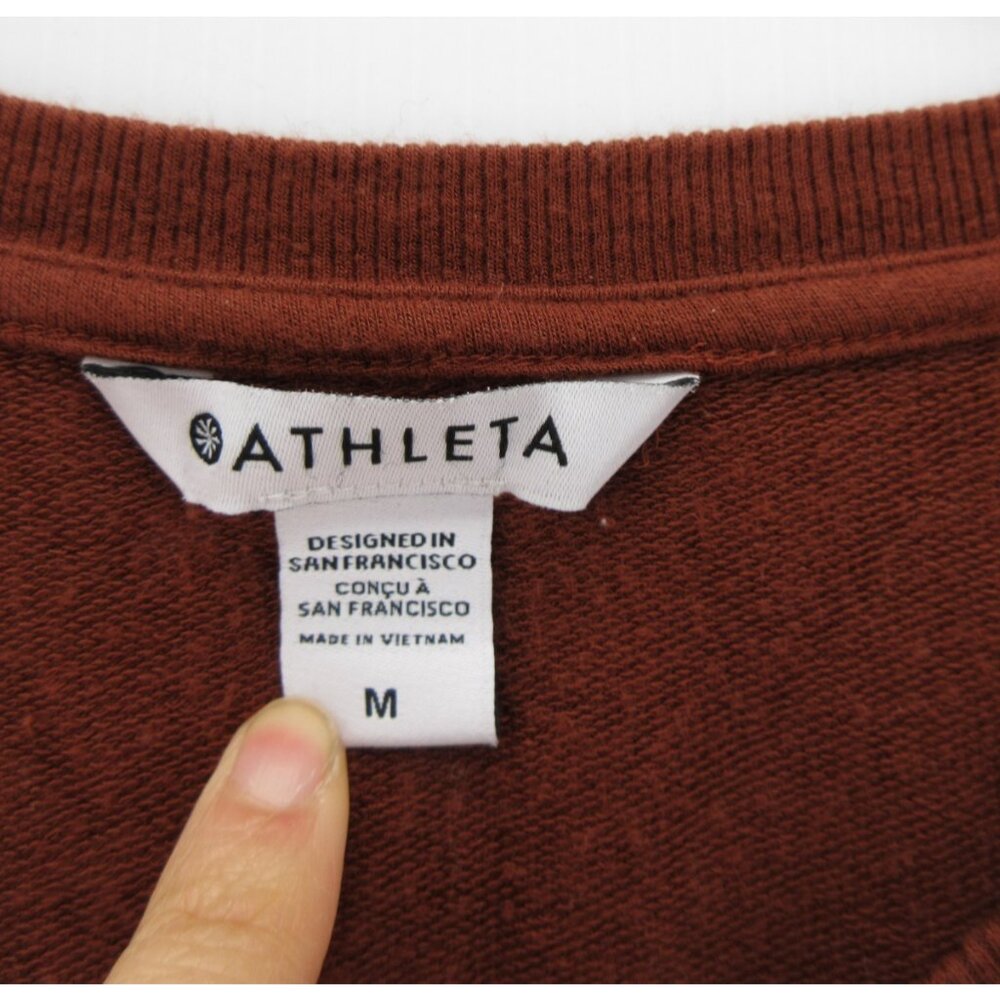 ATHLETA
DESIGNED IN
SAN FRANCISCO
CONÇU À
SAN FRANCISCO
MADE IN VIETNAM
M